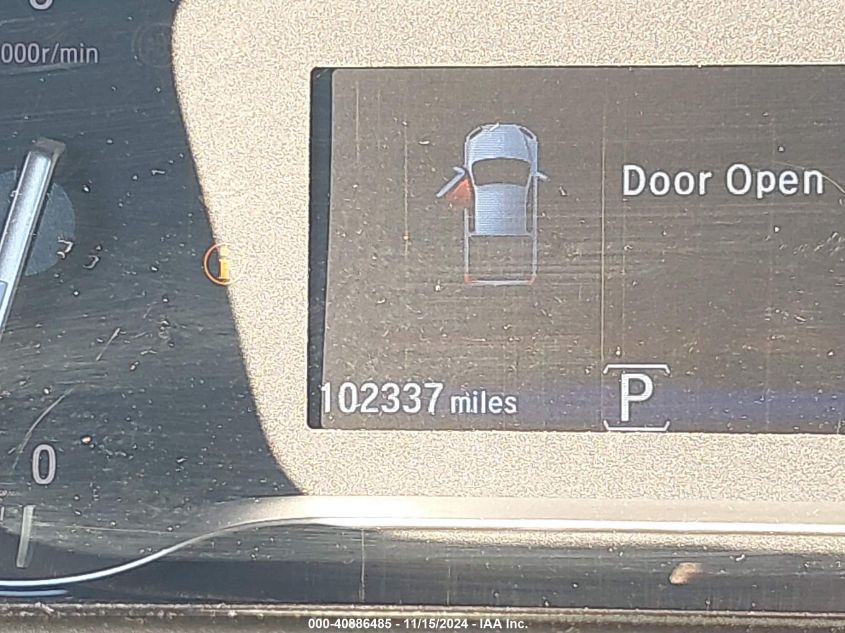 000r/min
Door Open
i
102337 miles
P
0
000-40886485 - 11/15/2024 - IAA Inc.